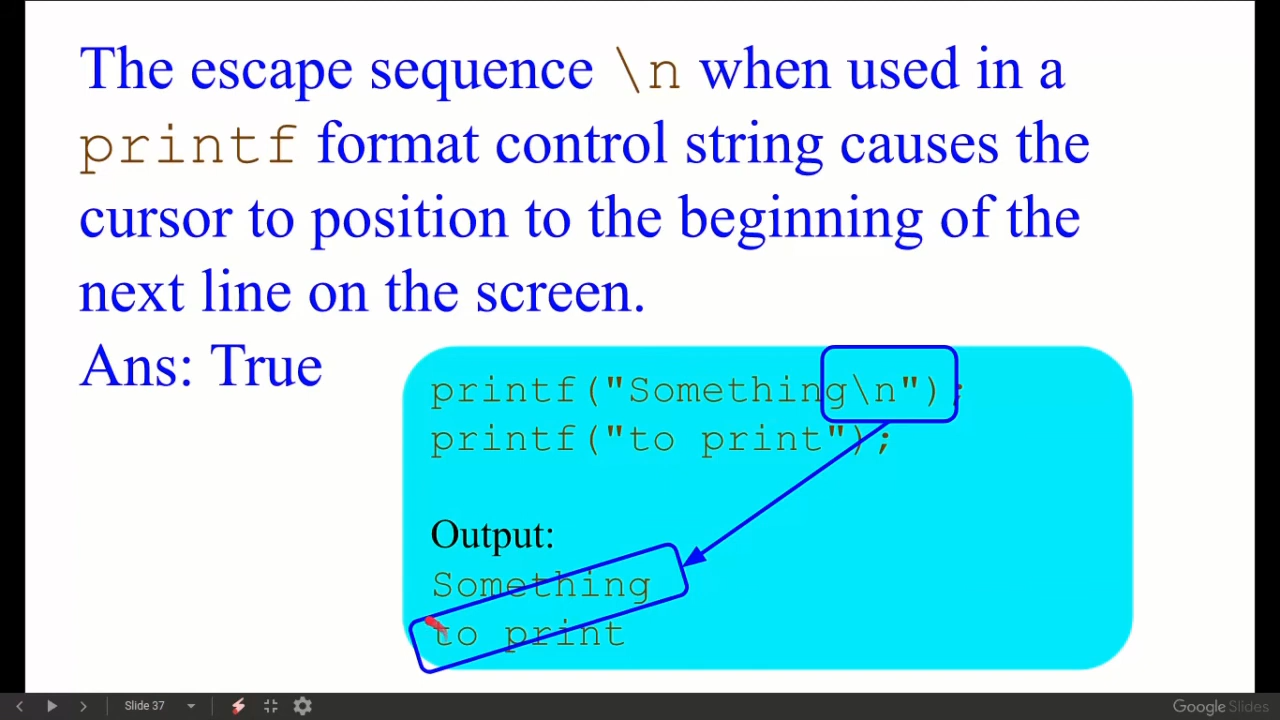 The escape sequence \n when used in a
printf format control string causes the
cursor to position to the beginning of the
next line on the screen.
Ans: True
printf("Something\n");
printf("to print");
Output:
Something
to print
Slide 37
Google Slides